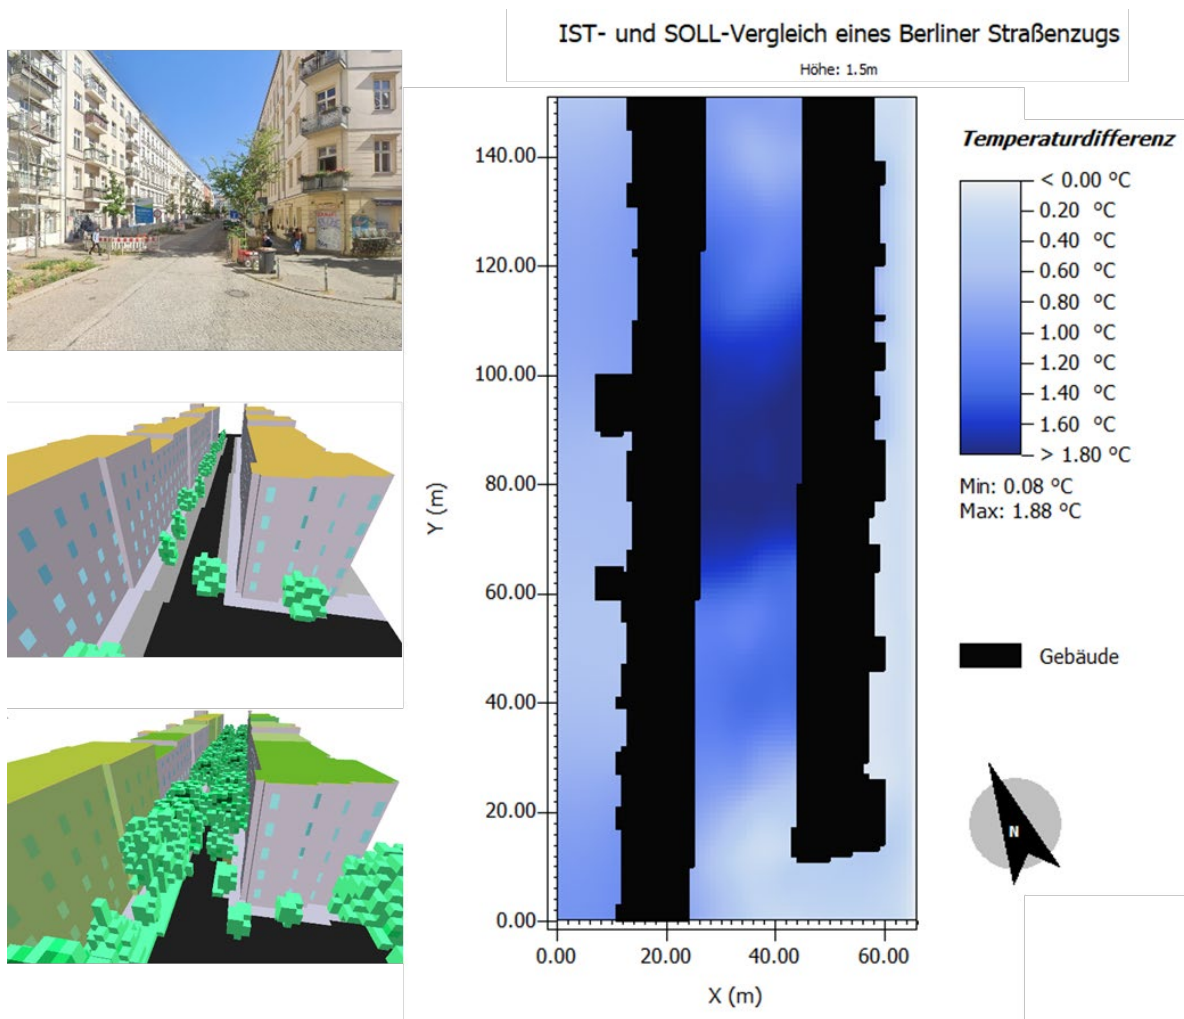 IST- und SOLL-Vergleich eines Berliner Straßenzugs
Höhe: 1.5m
140.00
120.00
100.00
80.00
60.00
40.00
20.00
0.00
Y (m)
0.00 20.00 40.00 60.00
X (m)
Temperaturdifferenz
< 0.00 °C
0.20 °C
0.40 °C
0.60 °C
0.80 °C
1.00 °C
1.20 °C
1.40 °C
1.60 °C
> 1.80 °C
Min: 0.08 °C
Max: 1.88 °C
Gebäude
N